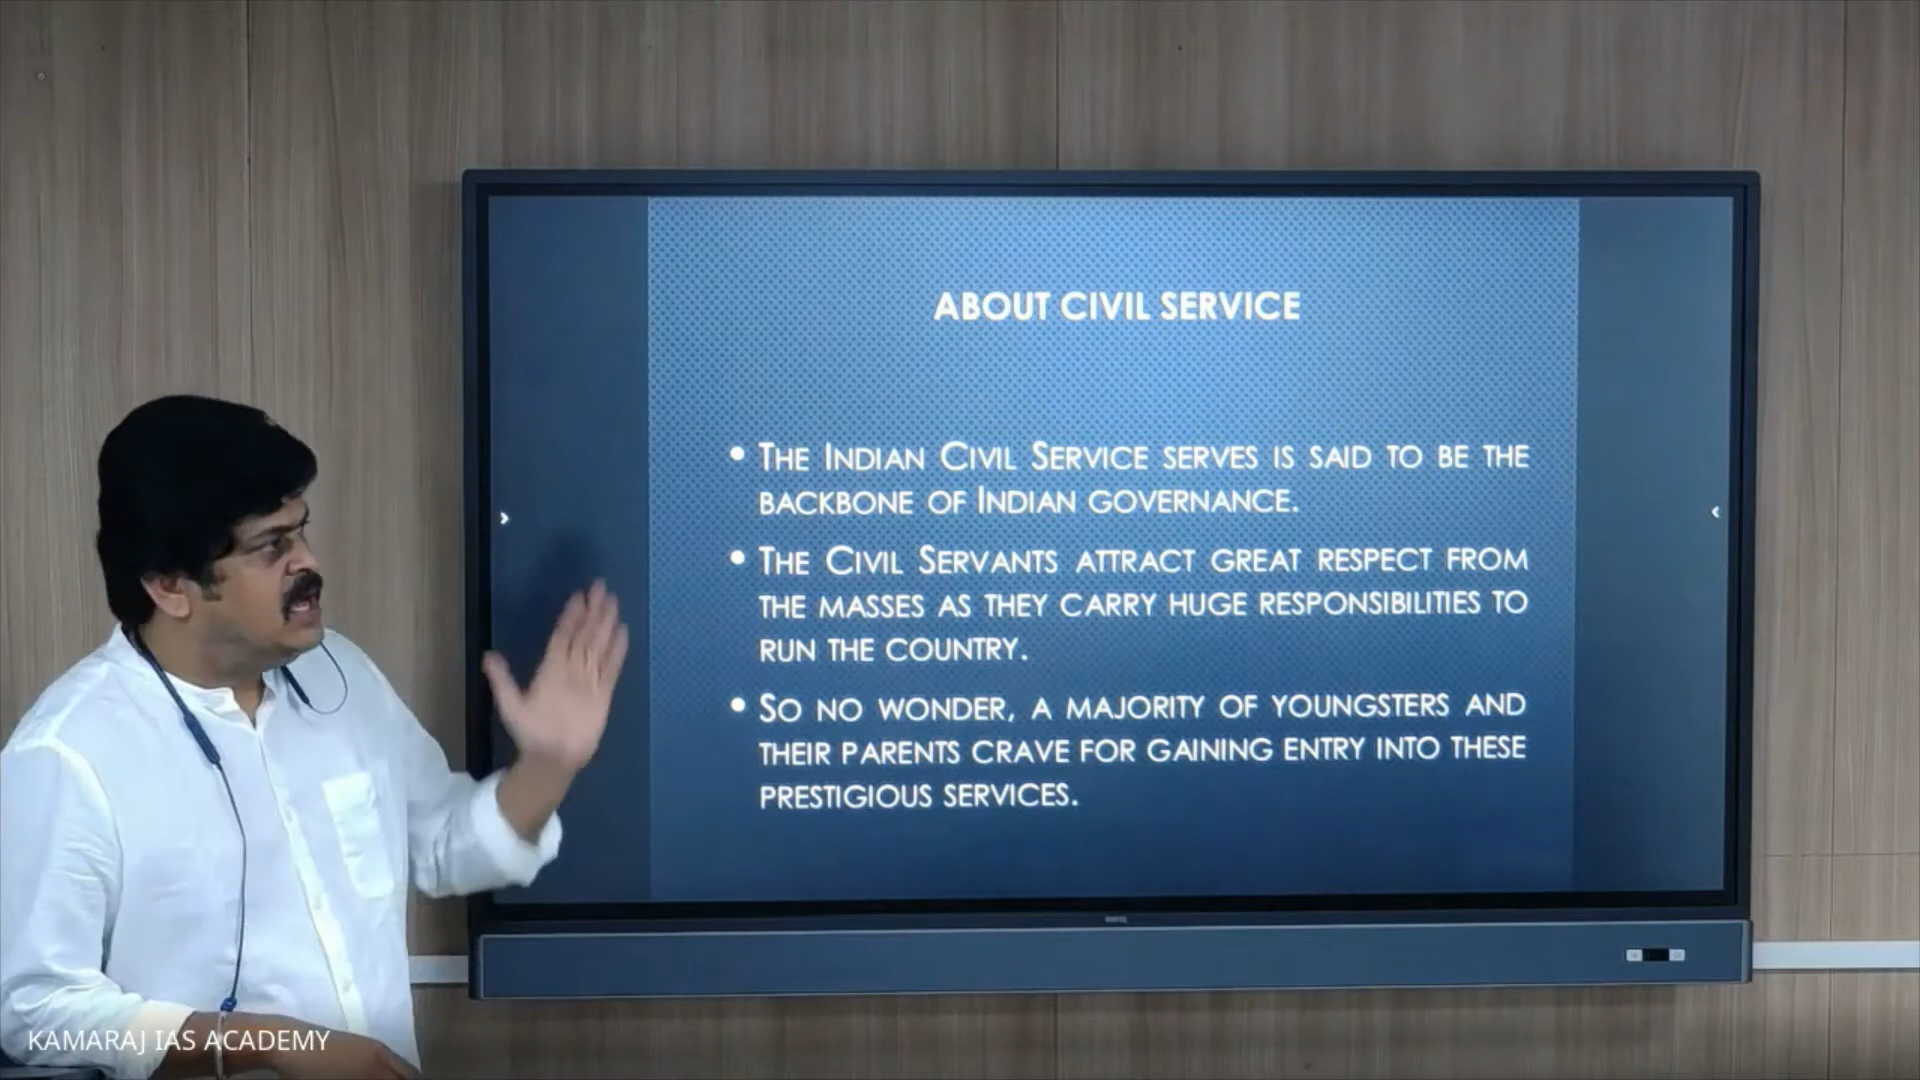 ABOUT CIVIL SERVICE
• THE INDIAN CIVIL SERVICE SERVES IS SAID TO BE THE
BACKBONE OF INDIAN GOVERNANCE.
• THE CIVIL SERVANTS ATTRACT GREAT RESPECT FROM
THE MASSES AS THEY CARRY HUGE RESPONSIBILITIES TO
RUN THE COUNTRY.
• SO NO WONDER, A MAJORITY OF YOUNGSTERS AND
THEIR PARENTS CRAVE FOR GAINING ENTRY INTO THESE
PRESTIGIOUS SERVICES.
KAMARAJ IAS ACADEMY